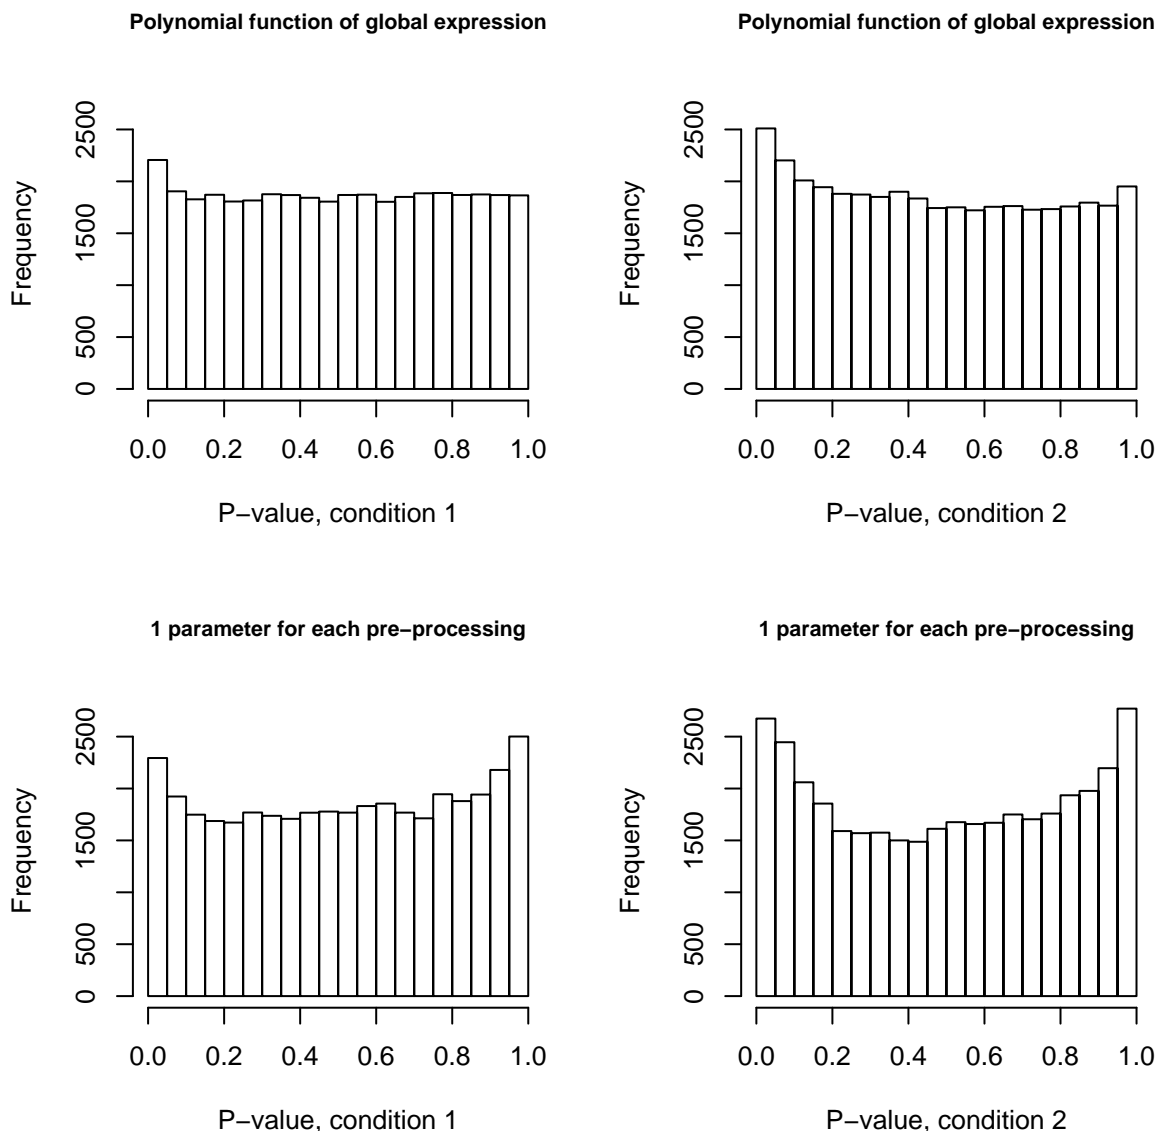 Polynomial function of global expression
Frequency
2500
1500
500
0
0.0 0.2 0.4 0.6 0.8 1.0
P−value, condition 1
Polynomial function of global expression
Frequency
2500
1500
500
0
0.0 0.2 0.4 0.6 0.8 1.0
P−value, condition 2
1 parameter for each pre−processing
Frequency
2500
1500
500
0
0.0 0.2 0.4 0.6 0.8 1.0
P−value, condition 1
1 parameter for each pre−processing
Frequency
2500
1500
500
0
0.0 0.2 0.4 0.6 0.8 1.0
P−value, condition 2